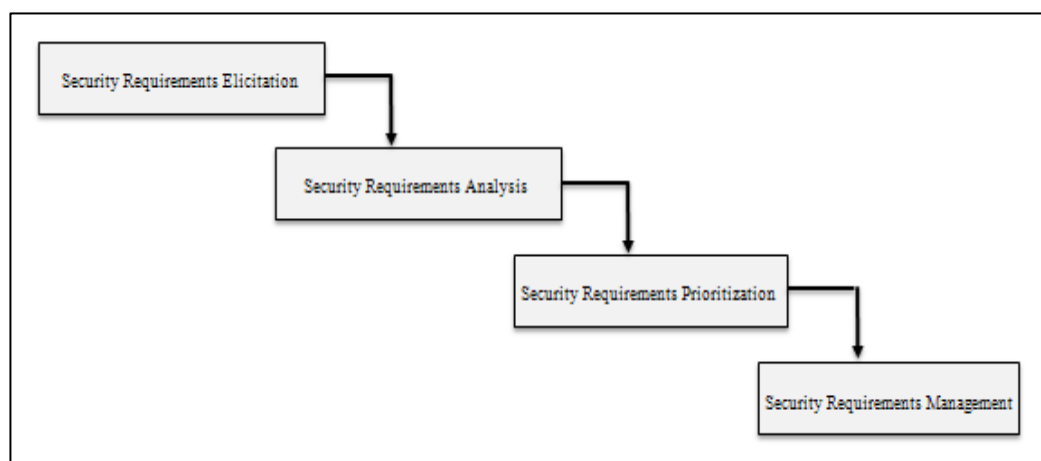 Security Requirements Elicitation
Security Requirements Analysis
Security Requirements Prioritization
Security Requirements Management